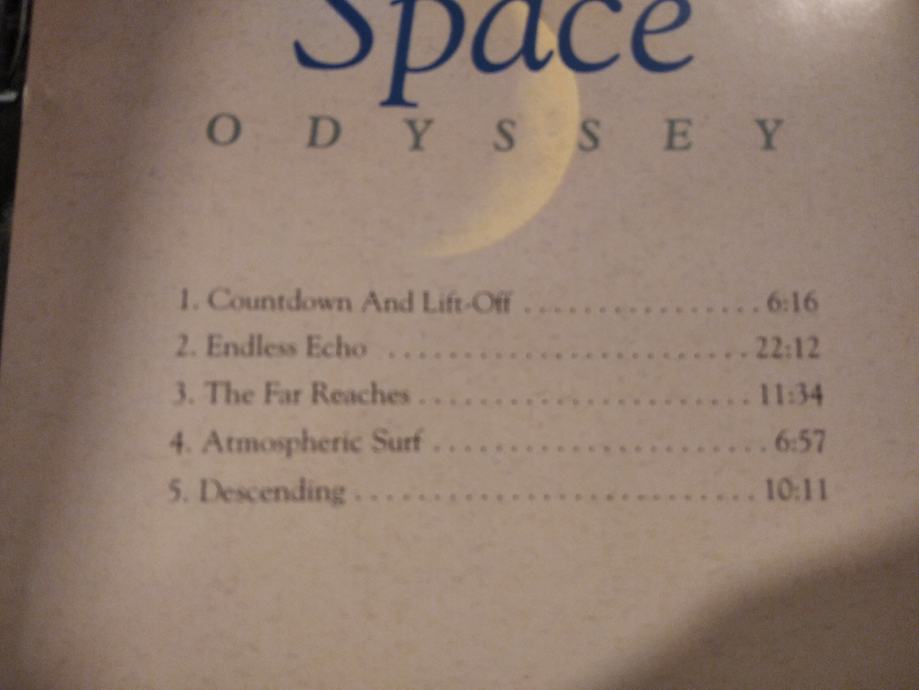 Space
ODYSSEY
1. Countdown And Lift-Off ..................6:16
2. Endless Echo ...........................22:12
3. The Far Reaches ........................11:34
4. Atmospheric Surf ........................6:57
5. Descending .............................10:11